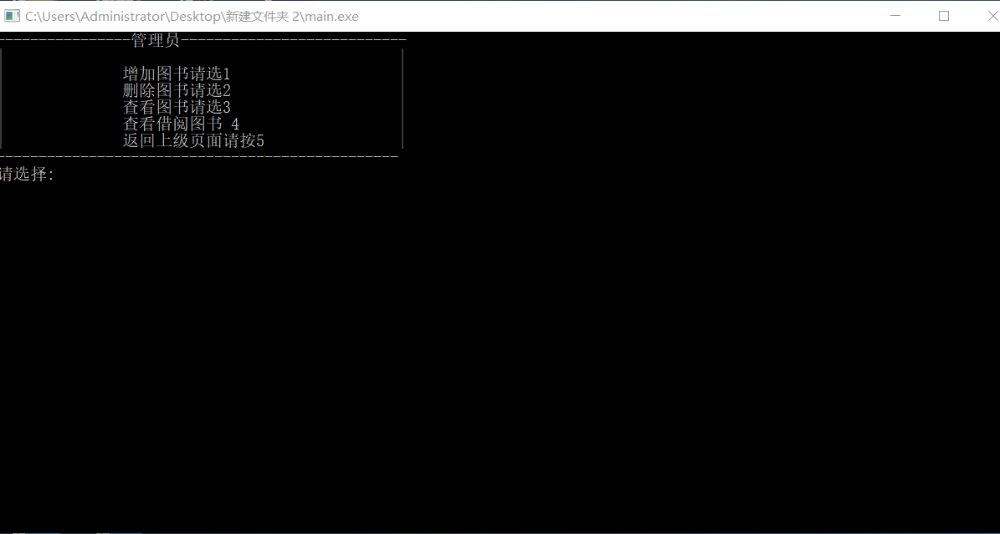 C:\Users\Administrator\Desktop\新建文件夹 2\main.exe
----------------管理员---------------------------
增加图书请选1
删除图书请选2
查看图书请选3
查看借阅图书 4
返回上级页面请按5
------------------------------------------------
请选择: